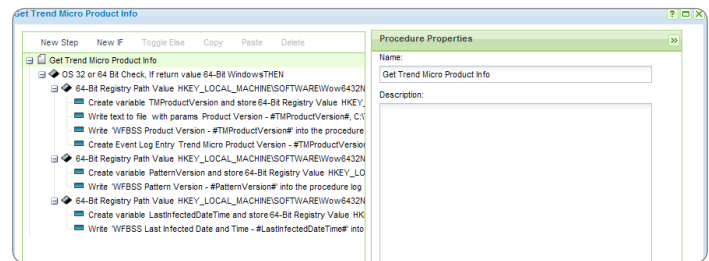 Get Trend Micro Product Info
New Step New IF Toggle Else Copy Paste Delete
Get Trend Micro Product Info
OS 32 or 64 Bit Check, If return value 64-Bit WindowsTHEN
64-Bit Registry Path Value HKEY_LOCAL_MACHINE\SOFTWARE\Wow6432N
Create variable TMProductVersion and store 64-Bit Registry Value HKEY_
Write text to file with params Product Version - #TMProductVersion#, C:\
Write 'WFBSS Product Version - #TMProductVersion#' into the procedure
Create Event Log Entry Trend Micro Product Version - #TMProductVersion
64-Bit Registry Path Value HKEY_LOCAL_MACHINE\SOFTWARE\Wow6432N
Create variable PatternVersion and store 64-Bit Registry Value HKEY_LO
Write 'WFBSS Pattern Version - #PatternVersion#' into the procedure log
64-Bit Registry Path Value HKEY_LOCAL_MACHINE\SOFTWARE\Wow6432N
Create variable LastInfectedDateTime and store 64-Bit Registry Value HK
Write 'WFBSS Last Infected Date and Time - #LastInfectedDateTime#' into
Procedure Properties
Name:
Get Trend Micro Product Info
Description: